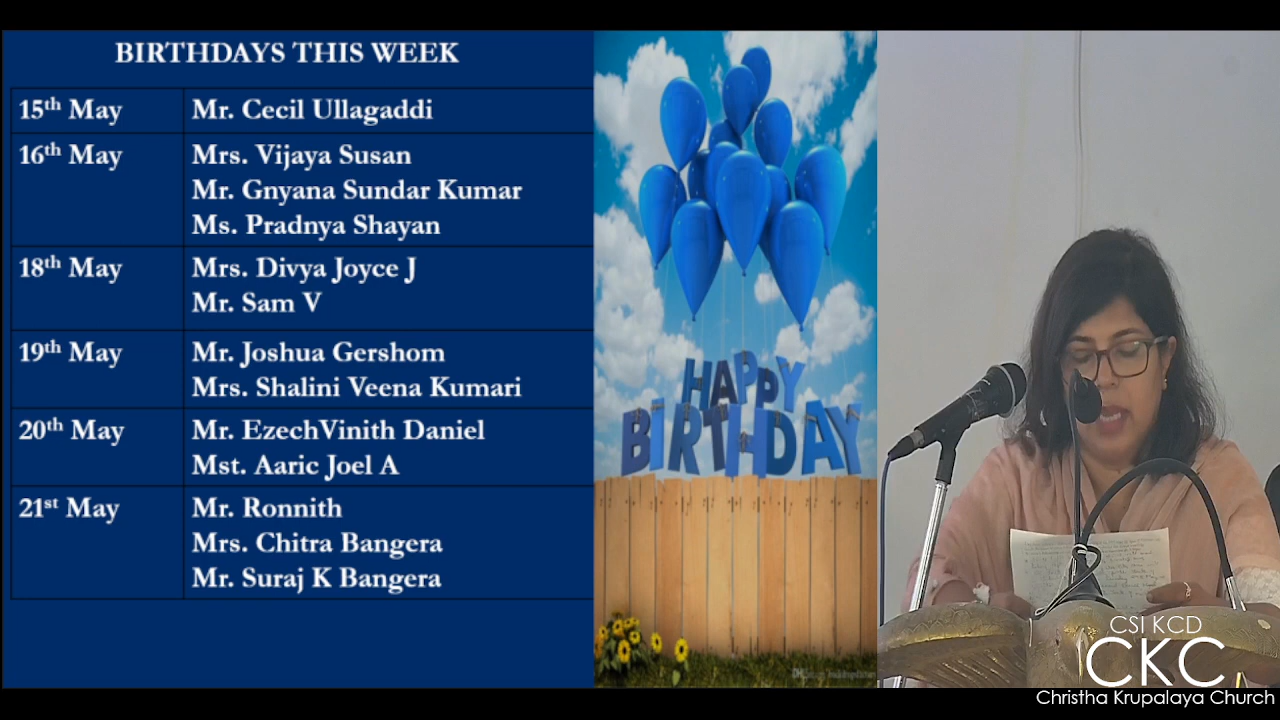 BIRTHDAYS THIS WEEK
15th May Mr. Cecil Ullagaddi
16th May Mrs. Vijaya Susan
Mr. Gnyana Sundar Kumar
Ms. Pradnya Shayan
18th May Mrs. Divya Joyce J
Mr. Sam V
19th May Mr. Joshua Gershom
Mrs. Shalini Veena Kumari
20th May Mr. EzechVinith Daniel
Mst. Aaric Joel A
21st May Mr. Ronnith
Mrs. Chitra Bangera
Mr. Suraj K Bangera
HAPPY
BIRTHDAY
CSI KCD
CKC
Christha Krupalaya Church